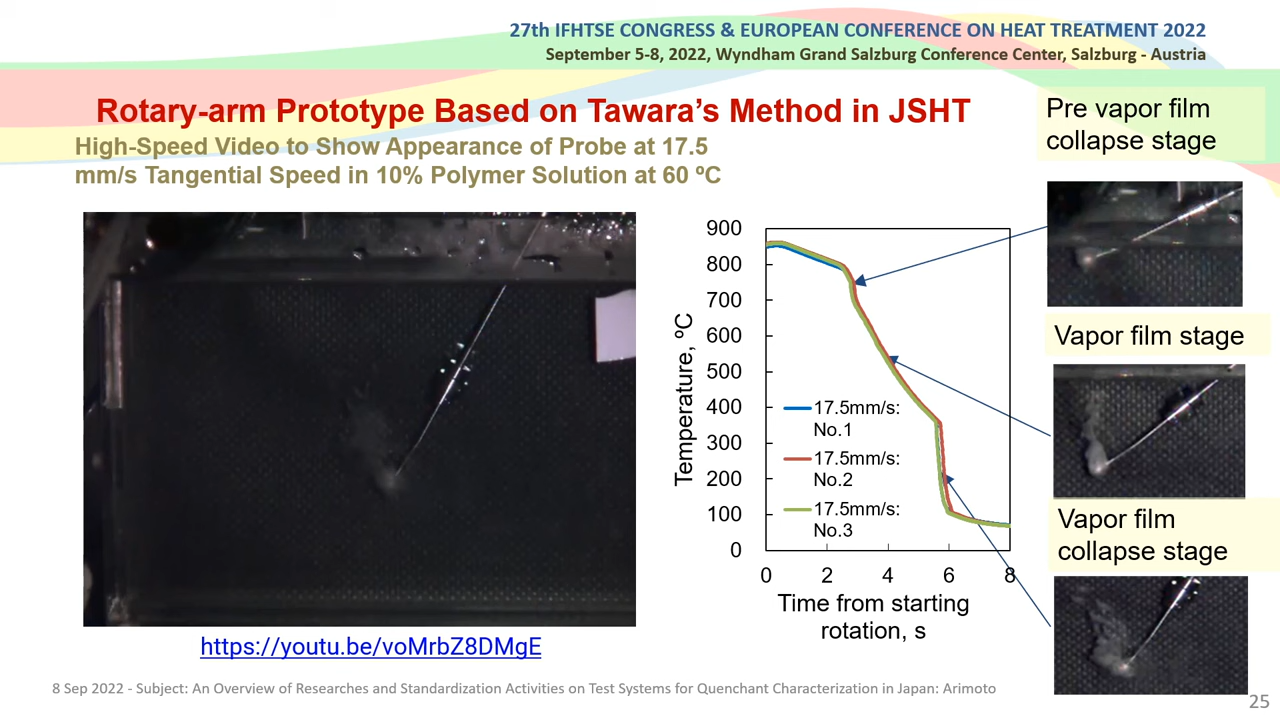 27th IFHTSE CONGRESS & EUROPEAN CONFERENCE ON HEAT TREATMENT 2022
September 5-8, 2022, Wyndham Grand Salzburg Conference Center, Salzburg - Austria
Rotary-arm Prototype Based on Tawara's Method in JSHT
High-Speed Video to Show Appearance of Probe at 17.5
mm/s Tangential Speed in 10% Polymer Solution at 60 ºC
Pre vapor film
collapse stage
Vapor film stage
Vapor film
collapse stage
Temperature, ºC
900
800
700
600
500
400
300
200
100
0
17.5mm/s:
No.1
17.5mm/s:
No.2
17.5mm/s:
No.3
0 2 4 6 8
Time from starting
rotation, s
https://youtu.be/voMrbZ8DMgE
8 Sep 2022 - Subject: An Overview of Researches and Standardization Activities on Test Systems for Quenchant Characterization in Japan: Arimoto
25